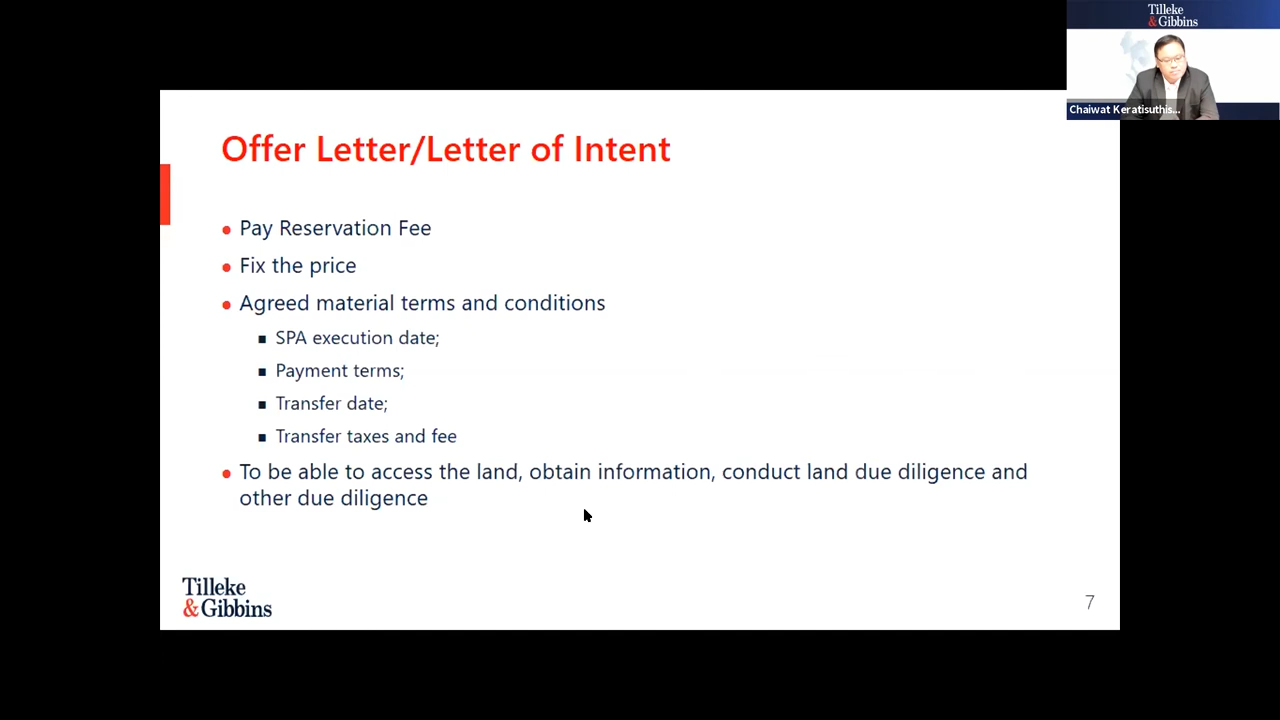 Tilleke
& Gibbins
Chaiwat Keratisuthis...
Offer Letter/Letter of Intent
• Pay Reservation Fee
• Fix the price
• Agreed material terms and conditions
▪ SPA execution date;
▪ Payment terms;
▪ Transfer date;
▪ Transfer taxes and fee
• To be able to access the land, obtain information, conduct land due diligence and
other due diligence
Tilleke
& Gibbins
7